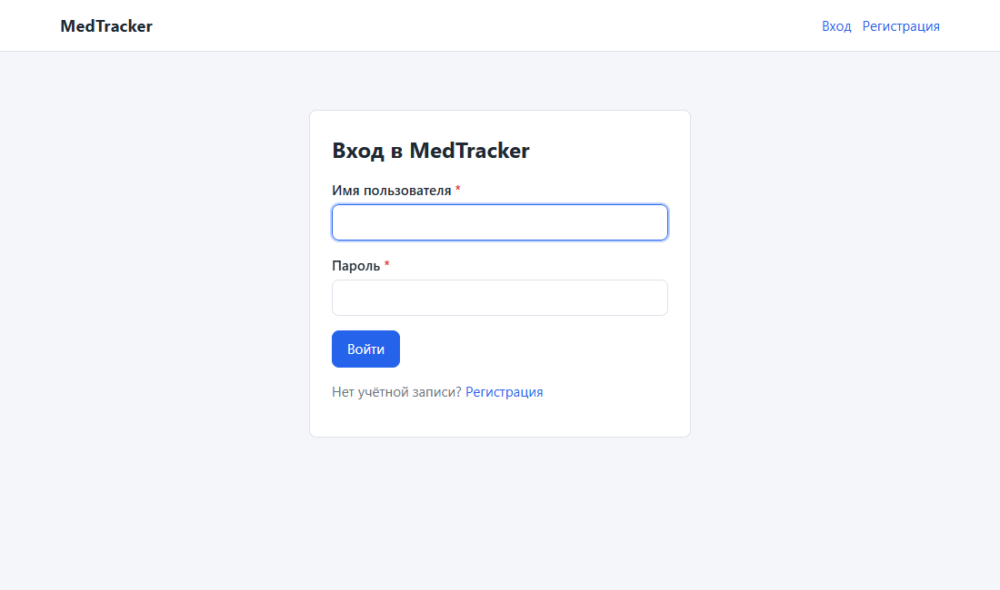 MedTracker
Вход Регистрация
Вход в MedTracker
Имя пользователя *
Пароль *
Войти
Нет учётной записи? Регистрация